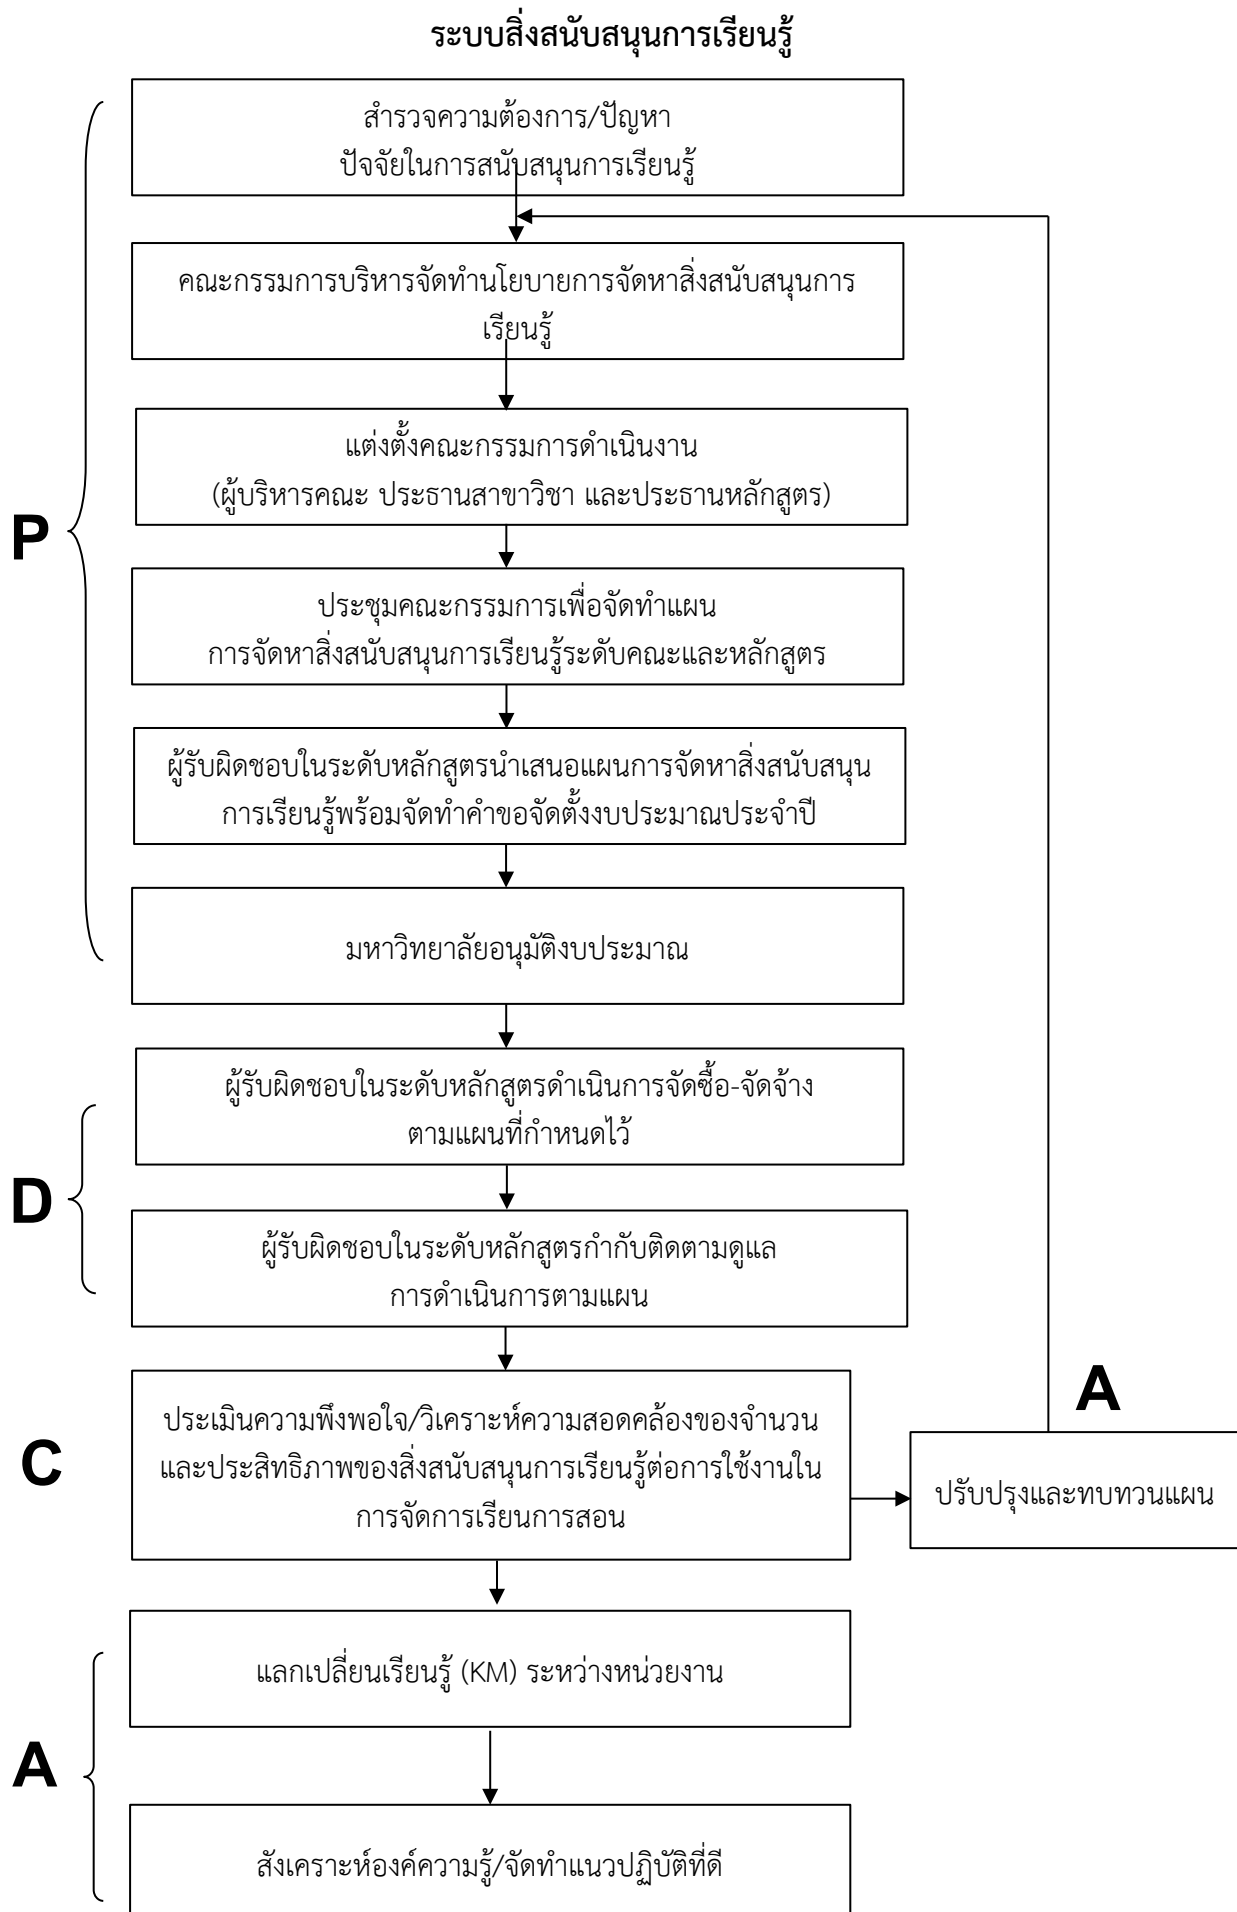 ระบบสิ่งสนับสนุนการเรียนรู้
สำรวจความต้องการ/ปัญหา
ปัจจัยในการสนับสนุนการเรียนรู้
คณะกรรมการบริหารจัดทำนโยบายการจัดหาสิ่งสนับสนุนการ
เรียนรู้
แต่งตั้งคณะกรรมการดำเนินงาน
(ผู้บริหารคณะ ประธานสาขาวิชา และประธานหลักสูตร)
P
ประชุมคณะกรรมการเพื่อจัดทำแผน
การจัดหาสิ่งสนับสนุนการเรียนรู้ระดับคณะและหลักสูตร
ผู้รับผิดชอบในระดับหลักสูตรนำเสนอแผนการจัดหาสิ่งสนับสนุน
การเรียนรู้พร้อมจัดทำคำขอจัดตั้งงบประมาณประจำปี
มหาวิทยาลัยอนุมัติงบประมาณ
ผู้รับผิดชอบในระดับหลักสูตรดำเนินการจัดซื้อ-จัดจ้าง
ตามแผนที่กำหนดไว้
D
ผู้รับผิดชอบในระดับหลักสูตรกำกับติดตามดูแล
การดำเนินการตามแผน
A
ประเมินความพึงพอใจ/วิเคราะห์ความสอดคล้องของจำนวน
C
และประสิทธิภาพของสิ่งสนับสนุนการเรียนรู้ต่อการใช้งานใน
การจัดการเรียนการสอน
ปรับปรุงและทบทวนแผน
แลกเปลี่ยนเรียนรู้ (KM) ระหว่างหน่วยงาน
A
สังเคราะห์องค์ความรู้/จัดทำแนวปฏิบัติที่ดี